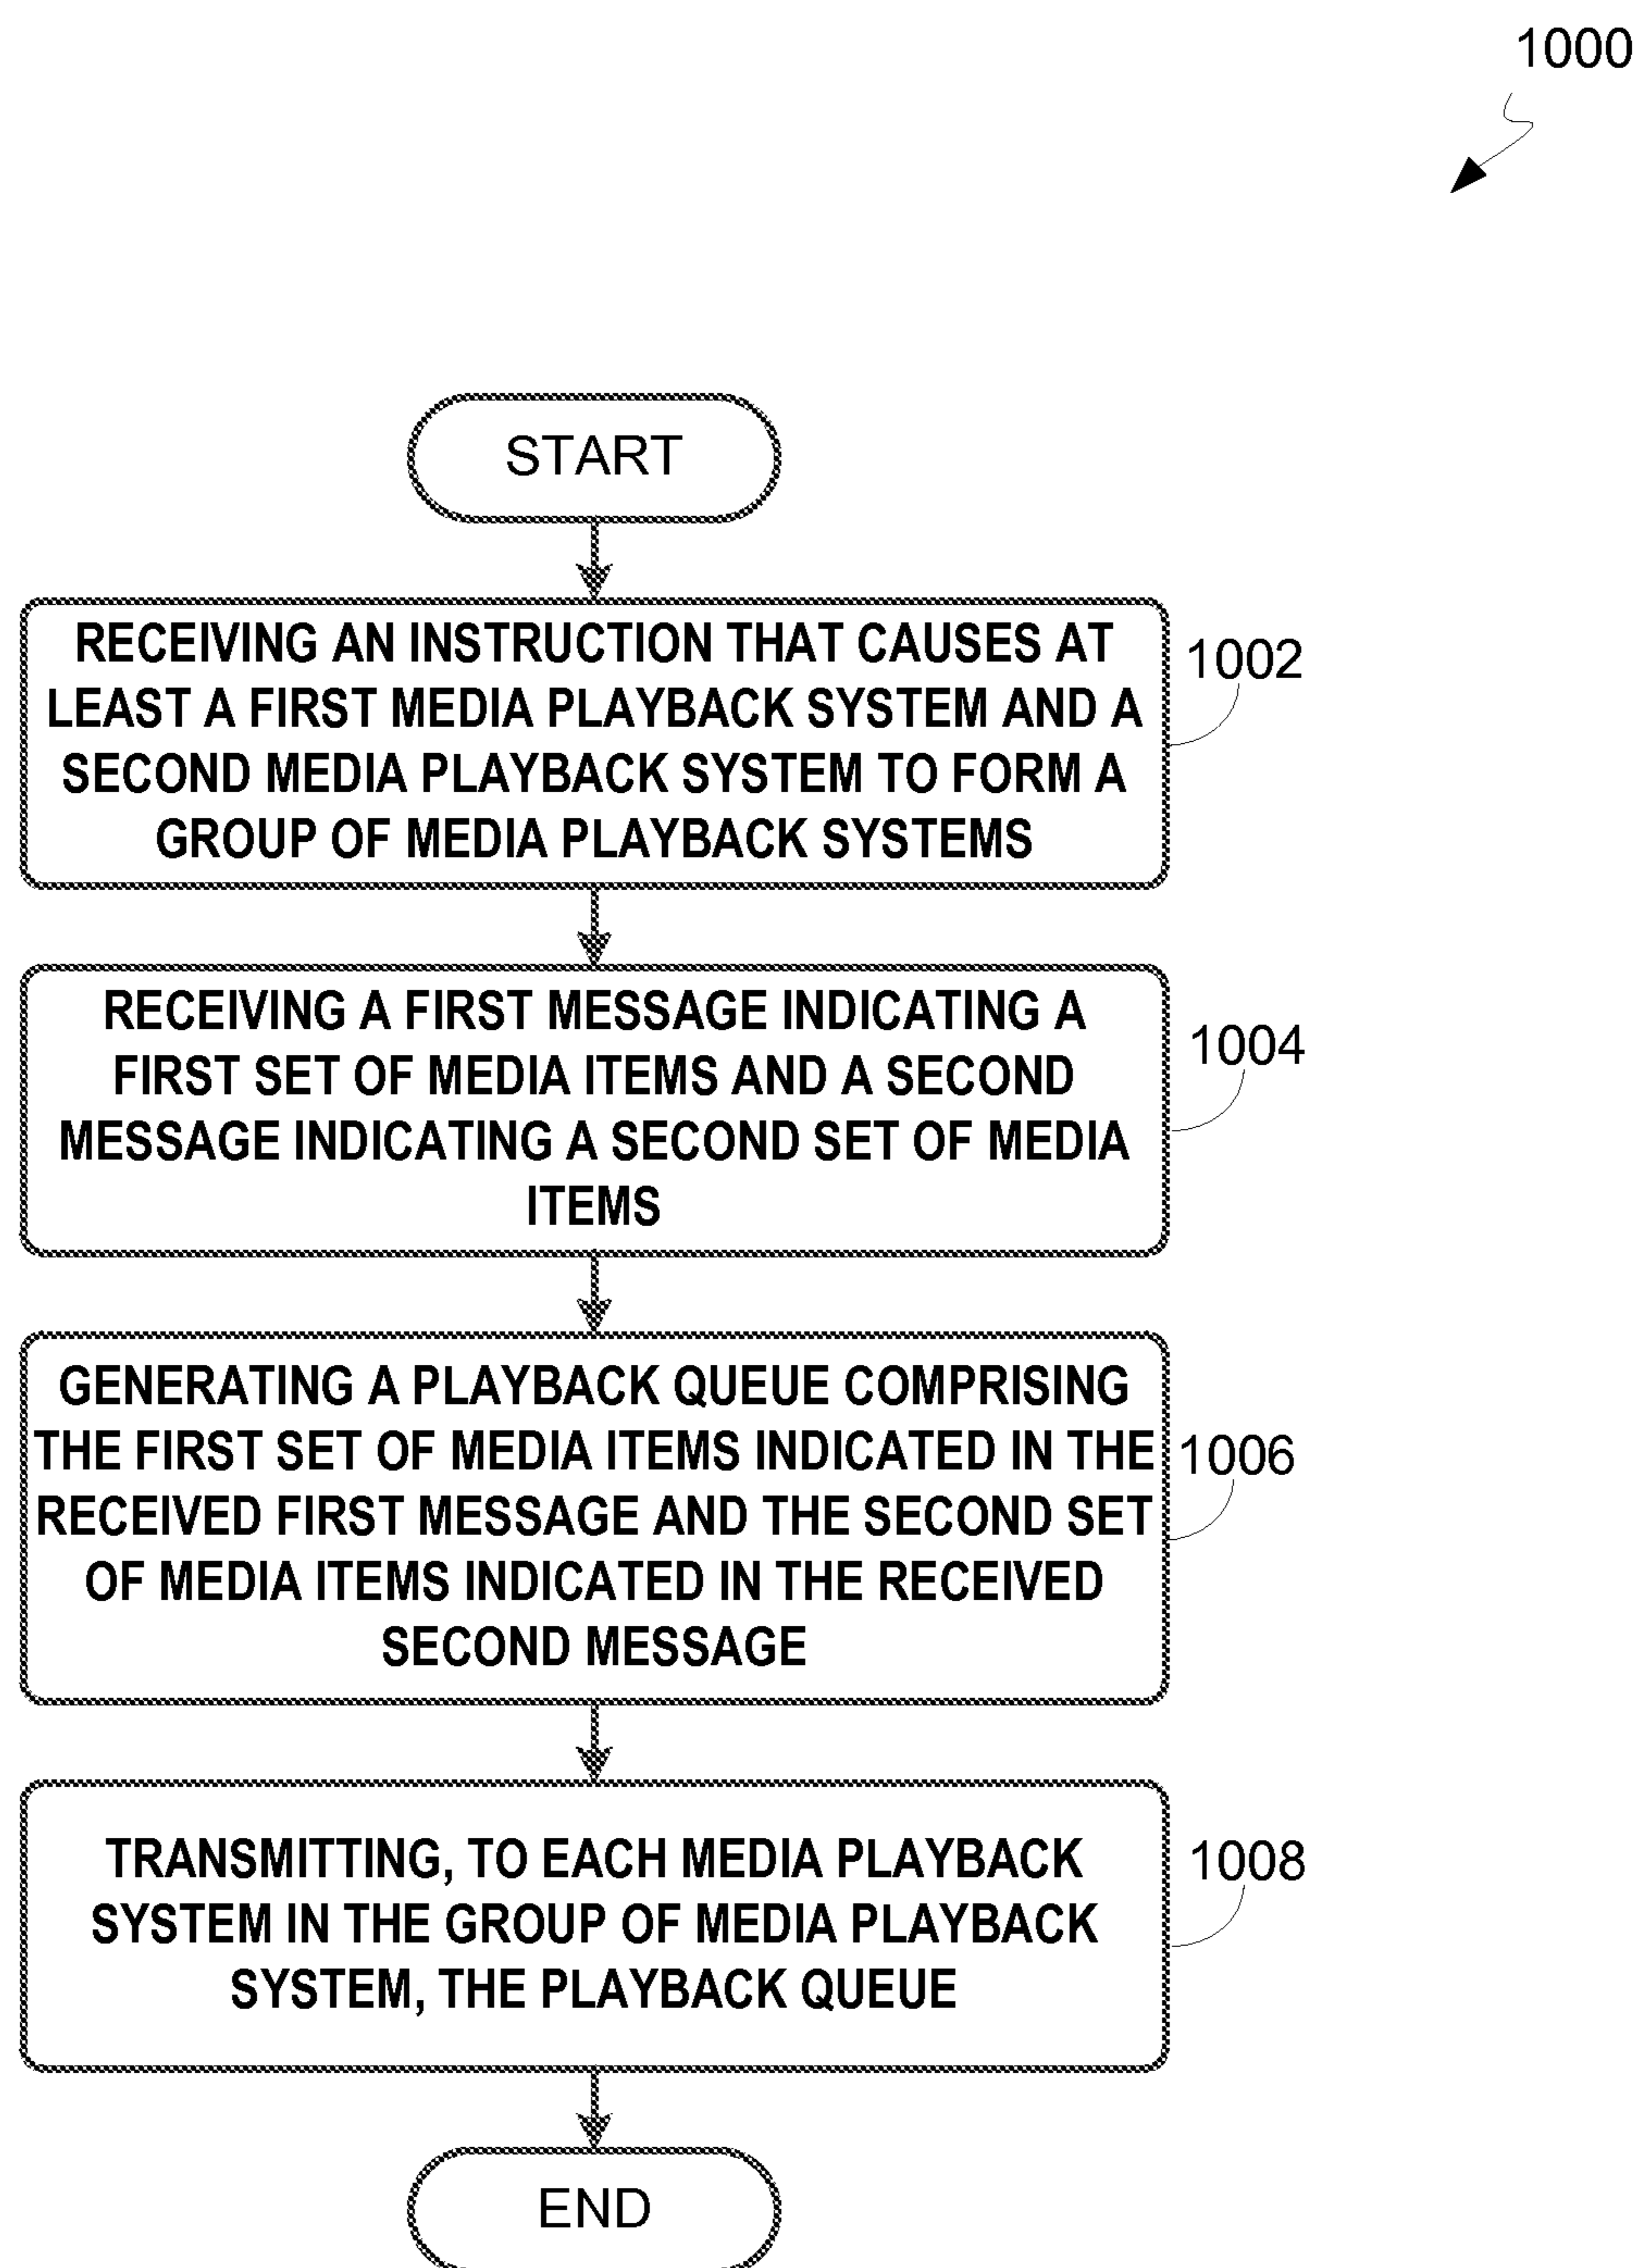 1000
START
RECEIVING AN INSTRUCTION THAT CAUSES AT
LEAST A FIRST MEDIA PLAYBACK SYSTEM AND A
SECOND MEDIA PLAYBACK SYSTEM TO FORM A
GROUP OF MEDIA PLAYBACK SYSTEMS
1002
RECEIVING A FIRST MESSAGE INDICATING A
FIRST SET OF MEDIA ITEMS AND A SECOND
MESSAGE INDICATING A SECOND SET OF MEDIA
ITEMS
1004
GENERATING A PLAYBACK QUEUE COMPRISING
THE FIRST SET OF MEDIA ITEMS INDICATED IN THE
RECEIVED FIRST MESSAGE AND THE SECOND SET
OF MEDIA ITEMS INDICATED IN THE RECEIVED
SECOND MESSAGE
1006
TRANSMITTING, TO EACH MEDIA PLAYBACK
SYSTEM IN THE GROUP OF MEDIA PLAYBACK
SYSTEM, THE PLAYBACK QUEUE
1008
END